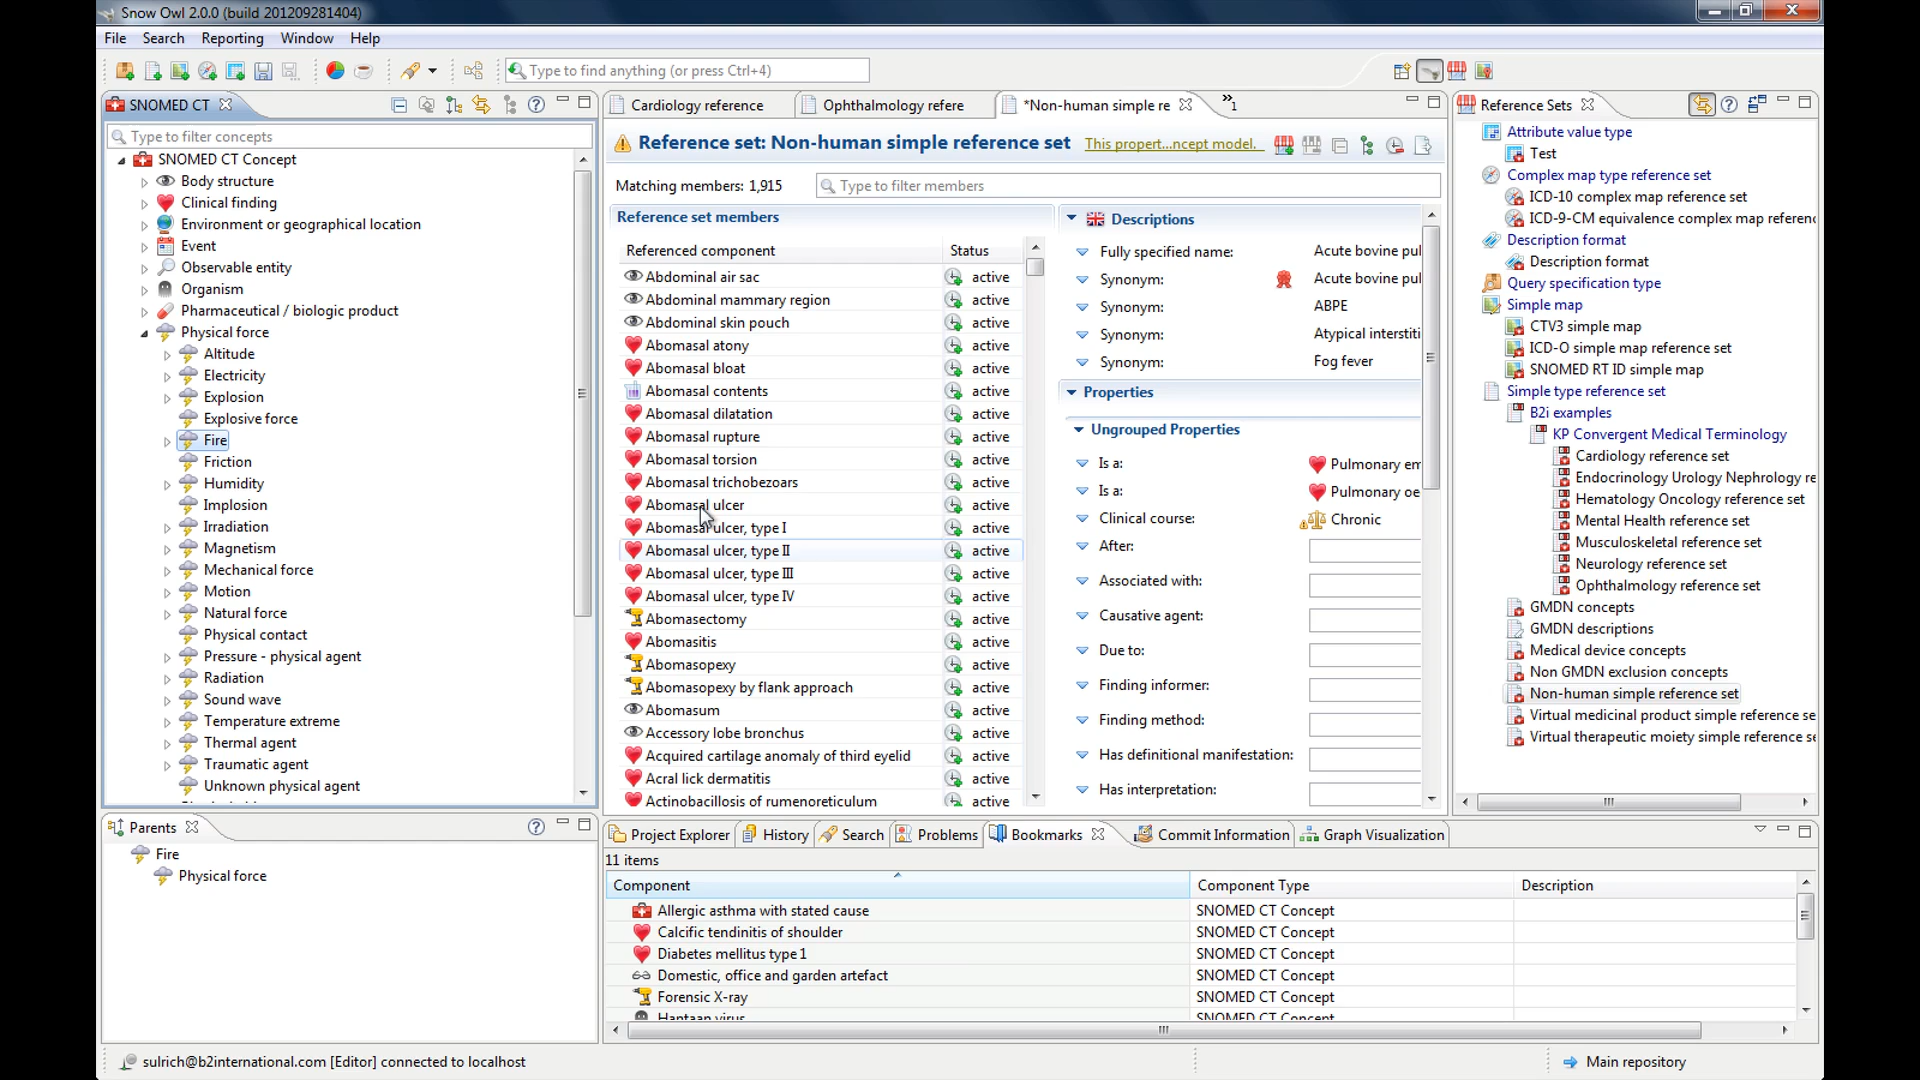 Snow Owl 2.0.0 (build 201209281404)
File Search Reporting Window Help
Type to find anything (or press Ctrl+4)
SNOMED CT
Type to filter concepts
SNOMED CT Concept
Body structure
Clinical finding
Environment or geographical location
Event
Observable entity
Organism
Pharmaceutical / biologic product
Physical force
Altitude
Electricity
Explosion
Explosive force
Fire
Friction
Humidity
Implosion
Irradiation
Magnetism
Mechanical force
Motion
Natural force
Physical contact
Pressure - physical agent
Radiation
Sound wave
Temperature extreme
Thermal agent
Traumatic agent
Unknown physical agent
Parents
Fire
Physical force
Cardiology reference
Ophthalmology refere
*Non-human simple re
»1
Reference set: Non-human simple reference set
This propert...ncept model.
Matching members: 1,915
Type to filter members
Reference set members
Referenced component Status
Abdominal air sac active
Abdominal mammary region active
Abdominal skin pouch active
Abomasal atony active
Abomasal bloat active
Abomasal contents active
Abomasal dilatation active
Abomasal rupture active
Abomasal torsion active
Abomasal trichobezoars active
Abomasal ulcer active
Abomasal ulcer, type I active
Abomasal ulcer, type II active
Abomasal ulcer, type III active
Abomasal ulcer, type IV active
Abomasectomy active
Abomasitis active
Abomasopexy active
Abomasopexy by flank approach active
Abomasum active
Accessory lobe bronchus active
Acquired cartilage anomaly of third eyelid active
Acral lick dermatitis active
Actinobacillosis of rumenoreticulum active
Descriptions
Fully specified name: Acute bovine pul
Synonym: Acute bovine pul
Synonym: ABPE
Synonym: Atypical interstiti
Synonym: Fog fever
Properties
Ungrouped Properties
Is a: Pulmonary em
Is a: Pulmonary oe
Clinical course: Chronic
After:
Associated with:
Causative agent:
Due to:
Finding informer:
Finding method:
Has definitional manifestation:
Has interpretation:
Reference Sets
Attribute value type
Test
Complex map type reference set
ICD-10 complex map reference set
ICD-9-CM equivalence complex map referenc
Description format
Description format
Query specification type
Simple map
CTV3 simple map
ICD-O simple map reference set
SNOMED RT ID simple map
Simple type reference set
B2i examples
KP Convergent Medical Terminology
Cardiology reference set
Endocrinology Urology Nephrology re
Hematology Oncology reference set
Mental Health reference set
Musculoskeletal reference set
Neurology reference set
Ophthalmology reference set
GMDN concepts
GMDN descriptions
Medical device concepts
Non GMDN exclusion concepts
Non-human simple reference set
Virtual medicinal product simple reference se
Virtual therapeutic moiety simple reference se
Project Explorer History Search Problems Bookmarks Commit Information Graph Visualization
11 items
Component Component Type Description
Allergic asthma with stated cause SNOMED CT Concept
Calcific tendinitis of shoulder SNOMED CT Concept
Diabetes mellitus type 1 SNOMED CT Concept
Domestic, office and garden artefact SNOMED CT Concept
Forensic X-ray SNOMED CT Concept
Hantaan virus SNOMED CT Concept
sulrich@b2international.com [Editor] connected to localhost
Main repository